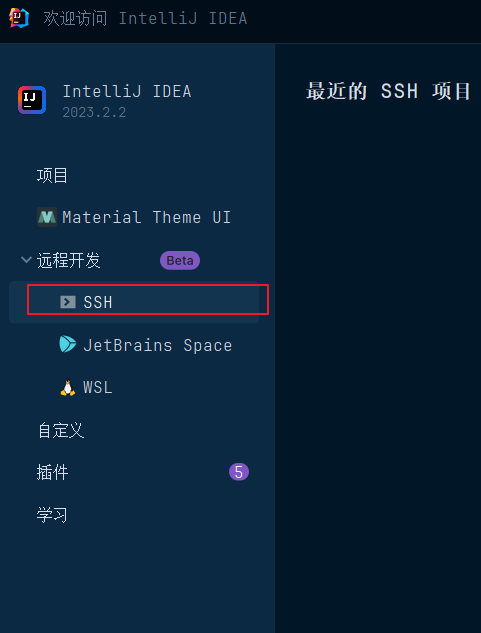 欢迎访问 IntelliJ IDEA
IJ
IntelliJ IDEA
2023.2.2
最近的 SSH 项目
项目
Material Theme UI
远程开发 Beta
SSH
JetBrains Space
WSL
自定义
插件 5
学习